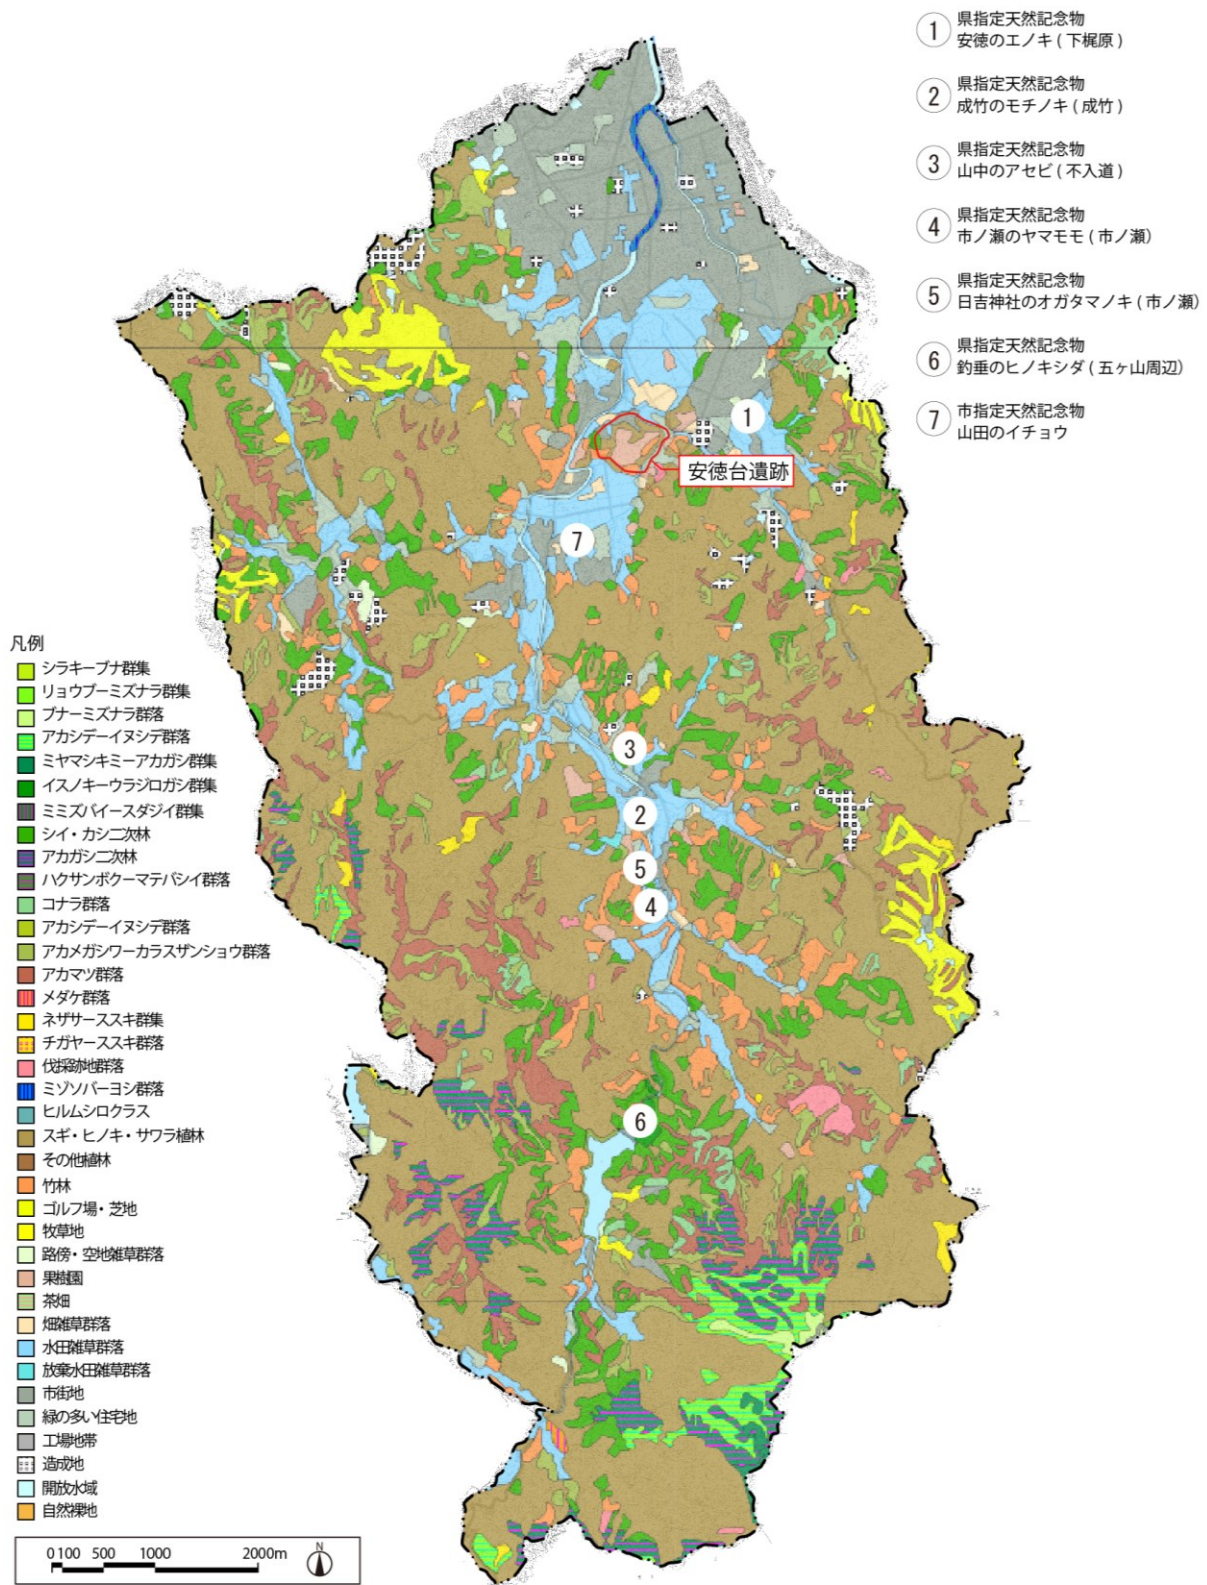 ① 県指定天然記念物
安徳のエノキ ( 下梶原 )
② 県指定天然記念物
成竹のモチノキ ( 成竹 )
③ 県指定天然記念物
山中のアセビ ( 不入道 )
④ 県指定天然記念物
市ノ瀬のヤマモモ ( 市ノ瀬)
⑤ 県指定天然記念物
日吉神社のオガタマノキ ( 市ノ瀬)
⑥ 県指定天然記念物
釣垂のヒノキシダ ( 五ヶ山周辺)
⑦ 市指定天然記念物
山田のイチョウ
1
安徳台遺跡
7
3
2
5
4
6
凡例
シラキーブナ群集
リョウブーミズナラ群集
ブナーミズナラ群落
アカシデーイヌシデ群落
ミヤマシキミーアカガシ群集
イスノキーウラジロガシ群集
ミミズバイースダジイ群集
シイ・カシ二次林
アカガシ二次林
ハクサンボクーマテバシイ群落
コナラ群落
アカシデーイヌシデ群落
アカメガシワーカラスザンショウ群落
アカマツ群落
メダケ群落
ネザサーススキ群集
チガヤーススキ群落
伐採跡地群落
ミゾソバーヨシ群落
ヒルムシロクラス
スギ・ヒノキ・サワラ植林
その他植林
竹林
ゴルフ場・芝地
牧草地
路傍・空地雑草群落
果樹園
茶畑
畑雑草群落
水田雑草群落
放棄水田雑草群落
市街地
緑の多い住宅地
工場地帯
造成地
開放水域
自然裸地
0 100 500 1000 2000m N